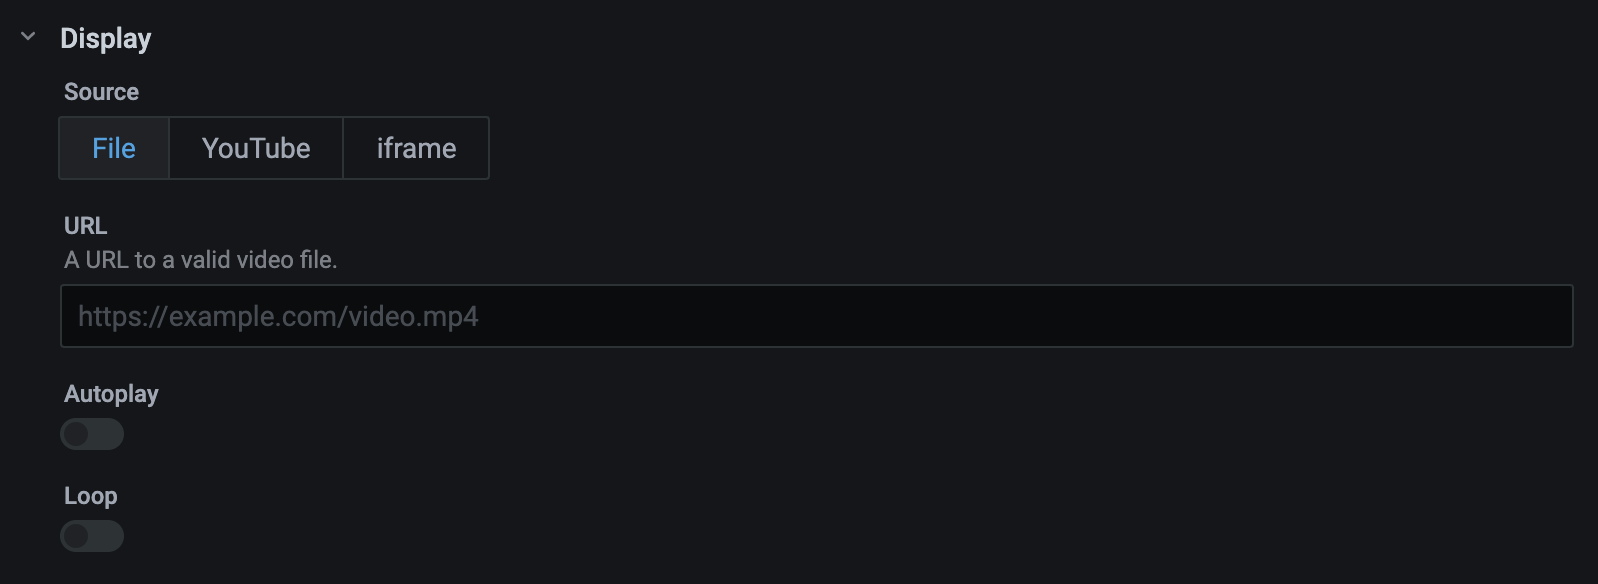 Display
Source
File YouTube iframe
URL
A URL to a valid video file.
https://example.com/video.mp4
Autoplay
Loop